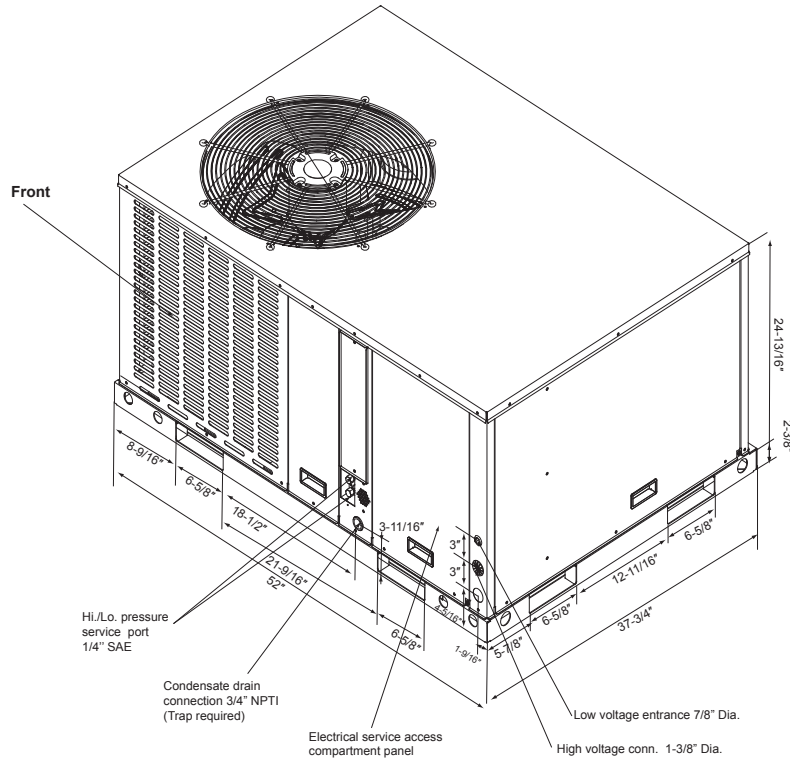 Front
24-13/16"
2-3/8"
8-9/16"
6-5/8"
18-1/2"
3-11/16"
3"
3"
6-5/8"
21-9/16"
52"
12-11/16"
4-5/16"
6-5/8"
37-3/4"
6-5/8"
5-7/8"
1-9/16"
Hi./Lo. pressure
service port
1/4'' SAE
Condensate drain
connection 3/4” NPTI
(Trap required)
Electrical service access
compartment panel
Low voltage entrance 7/8” Dia.
High voltage conn. 1-3/8” Dia.